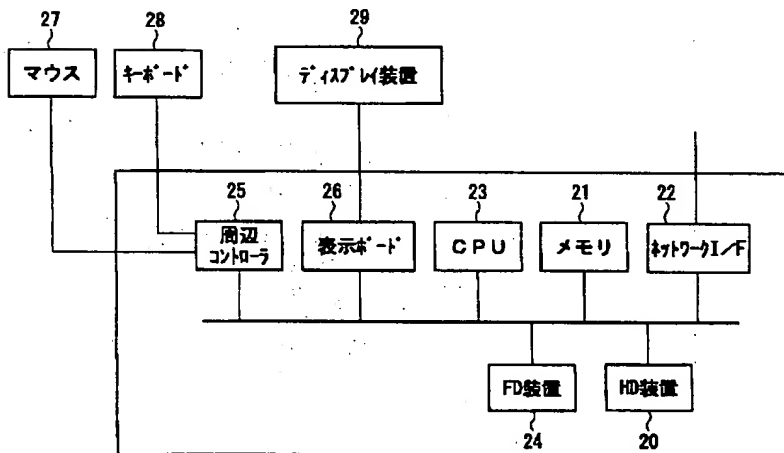 27
28
29
マウス
キーボード
ディスプレイ装置
25
26
23
21
22
周辺
コントローラ
表示ボード
CPU
メモリ
ネットワークI/F
FD装置
HD装置
24
20